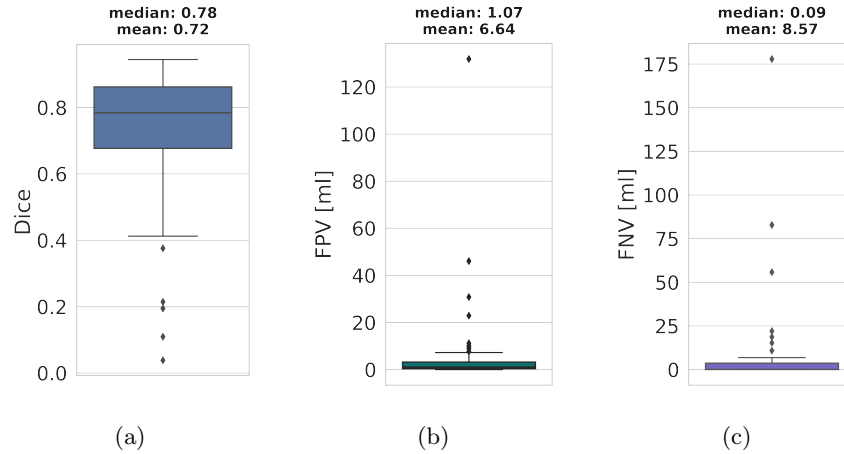 median: 0.78
mean: 0.72
Dice
0.8
0.6
0.4
0.2
0.0
(a)
median: 1.07
mean: 6.64
FPV [ml]
120
100
80
60
40
20
0
(b)
median: 0.09
mean: 8.57
FNV [ml]
175
150
125
100
75
50
25
0
(c)